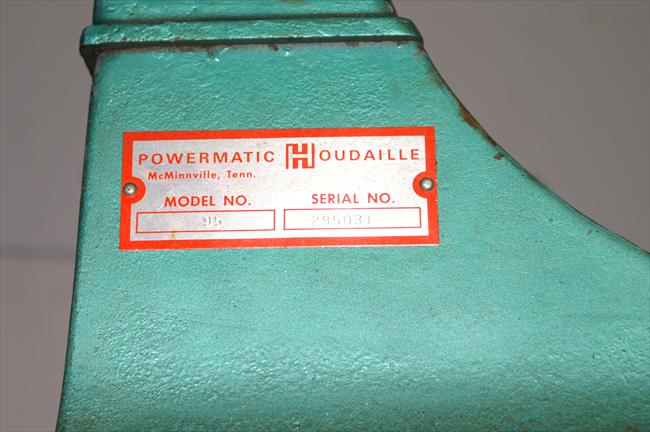 POWERMATIC HOUDAILLE
McMinnville, Tenn.
MODEL NO. SERIAL NO.
95 295031